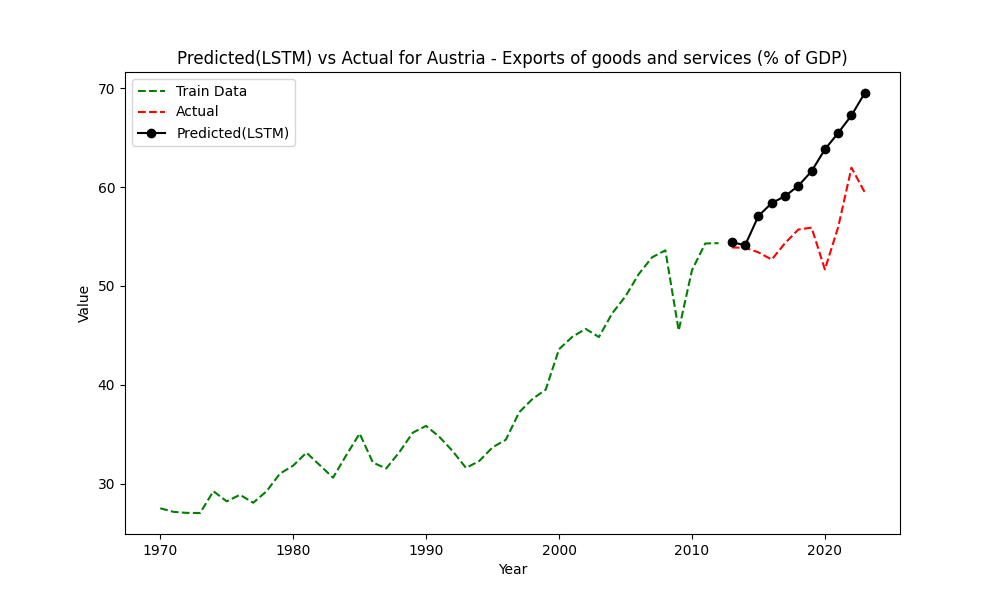 Predicted(LSTM) vs Actual for Austria - Exports of goods and services (% of GDP)
Train Data
Actual
Predicted(LSTM)
70
60
50
40
30
Value
1970 1980 1990 2000 2010 2020
Year